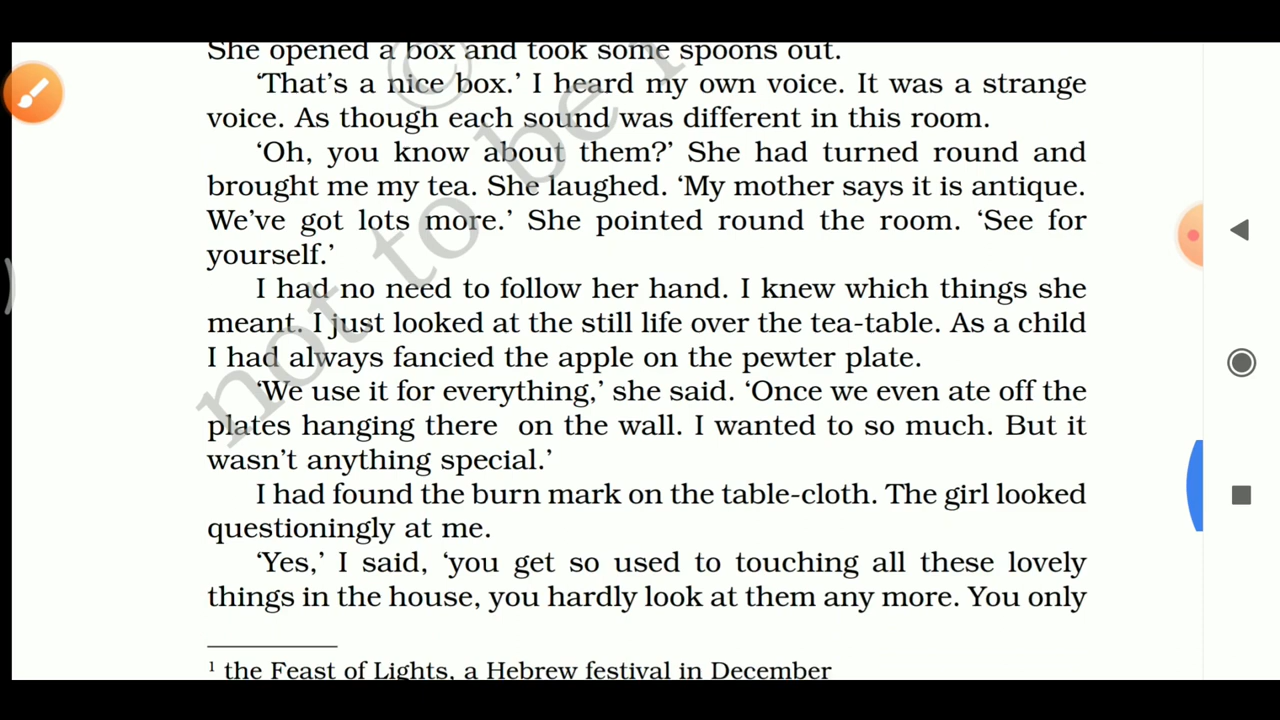 She opened a box and took some spoons out.
‘That’s a nice box.’ I heard my own voice. It was a strange
voice. As though each sound was different in this room.
‘Oh, you know about them?’ She had turned round and
brought me my tea. She laughed. ‘My mother says it is antique.
We’ve got lots more.’ She pointed round the room. ‘See for
yourself.’
I had no need to follow her hand. I knew which things she
meant. I just looked at the still life over the tea-table. As a child
I had always fancied the apple on the pewter plate.
‘We use it for everything,’ she said. ‘Once we even ate off the
plates hanging there on the wall. I wanted to so much. But it
wasn’t anything special.’
I had found the burn mark on the table-cloth. The girl looked
questioningly at me.
‘Yes,’ I said, ‘you get so used to touching all these lovely
things in the house, you hardly look at them any more. You only
1 the Feast of Lights, a Hebrew festival in December
©
not to be